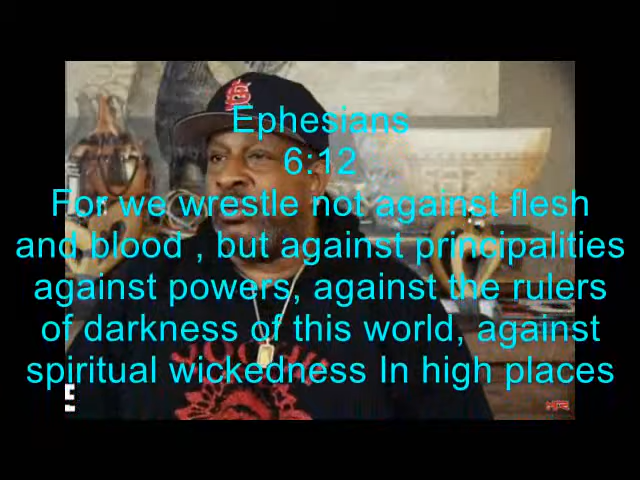 Ephesians
6:12
For we wrestle not against flesh
and blood , but against principalities
against powers, against the rulers
of darkness of this world, against
spiritual wickedness In high places